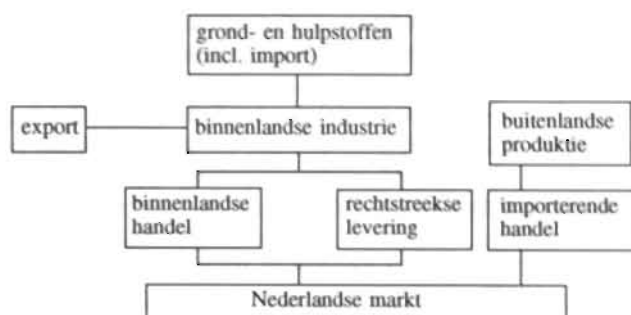 grond- en hulpstoffen
(incl. import)
export
binnenlandse industrie
buitenlandse
produktie
binnenlandse
handel
rechtstreekse
levering
importerende
handel
Nederlandse markt